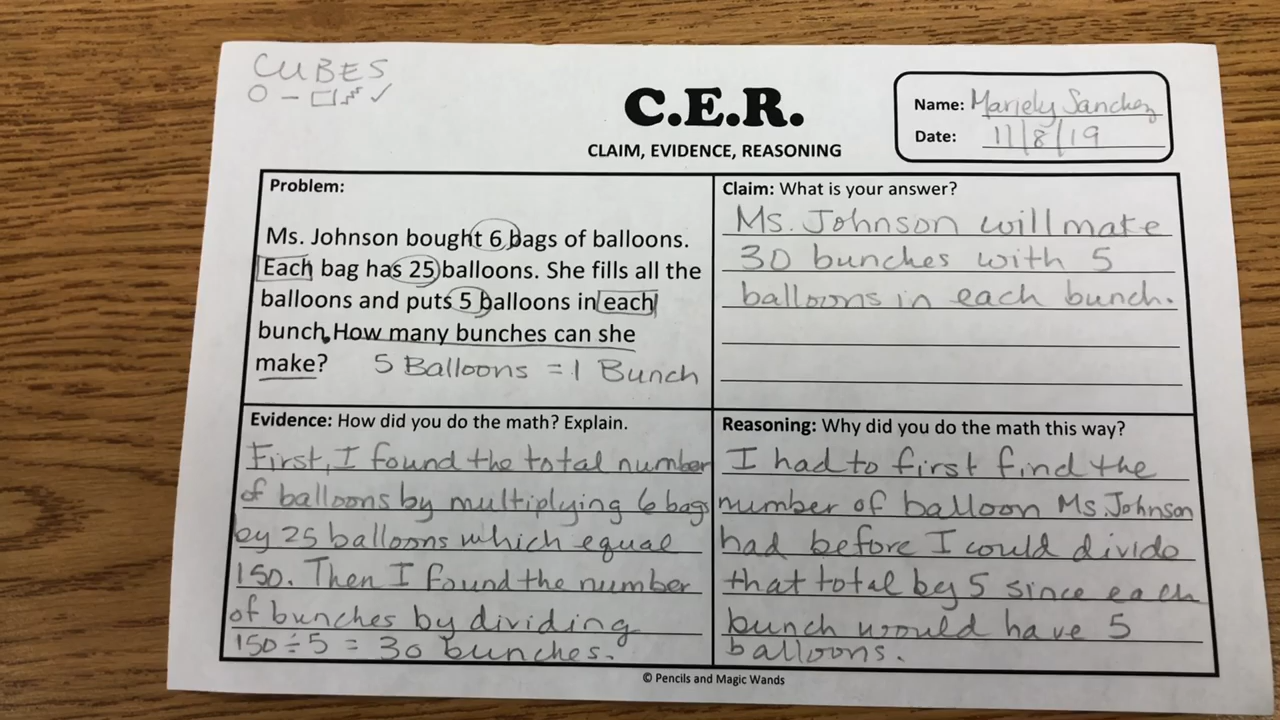 CUBES
C.E.R.
CLAIM, EVIDENCE, REASONING
Name: Mariely Sanchez
Date: 11/8/19
Problem:
Ms. Johnson bought 6 bags of balloons.
Each bag has 25 balloons. She fills all the
balloons and puts 5 balloons in each
bunch. How many bunches can she
make? 5 Balloons = 1 Bunch
Claim: What is your answer?
Ms. Johnson will make
30 bunches with 5
balloons in each bunch.
Evidence: How did you do the math? Explain.
First, I found the total number
of balloons by multiplying 6 bags
by 25 balloons which equal
150. Then I found the number
of bunches by dividing
150 ÷ 5 = 30 bunches.
Reasoning: Why did you do the math this way?
I had to first find the
number of balloon Ms. Johnson
had before I could divide
that total by 5 since each
bunch would have 5
balloons.
© Pencils and Magic Wands